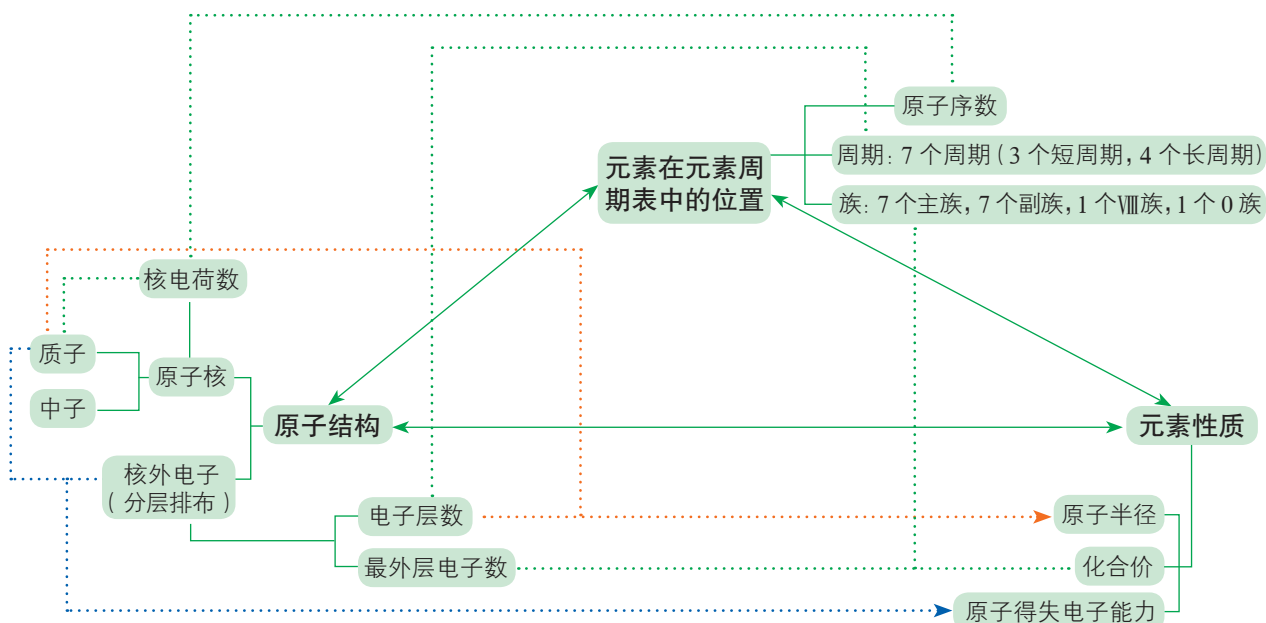 原子序数
元素在元素周
期表中的位置
周期：7 个周期（3 个短周期，4 个长周期）
族：7 个主族，7 个副族，1 个Ⅷ族，1 个 0 族
核电荷数
质子
原子核
中子
原子结构
元素性质
核外电子
（分层排布）
电子层数
原子半径
最外层电子数
化合价
原子得失电子能力